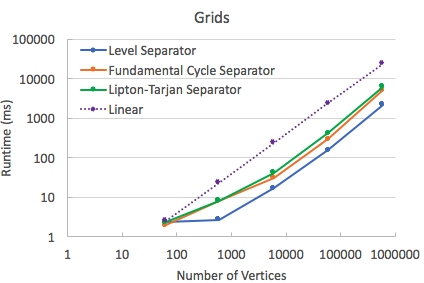 Grids
100000
10000
1000
100
10
1
Runtime (ms)
Level Separator
Fundamental Cycle Separator
Lipton-Tarjan Separator
Linear
1 10 100 1000 10000 100000 1000000
Number of Vertices